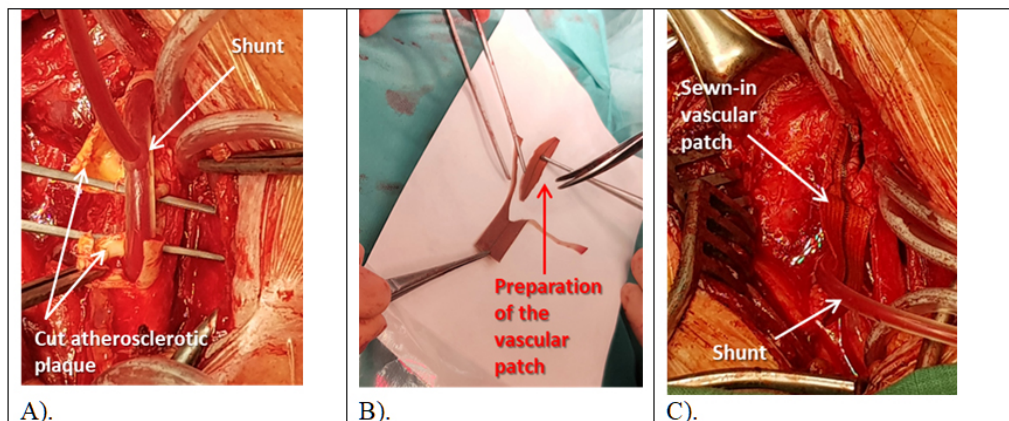 Shunt
Cut atherosclerotic
plaque
A).
Preparation
of the
vascular
patch
B).
Sewn-in
vascular
patch
Shunt
C).